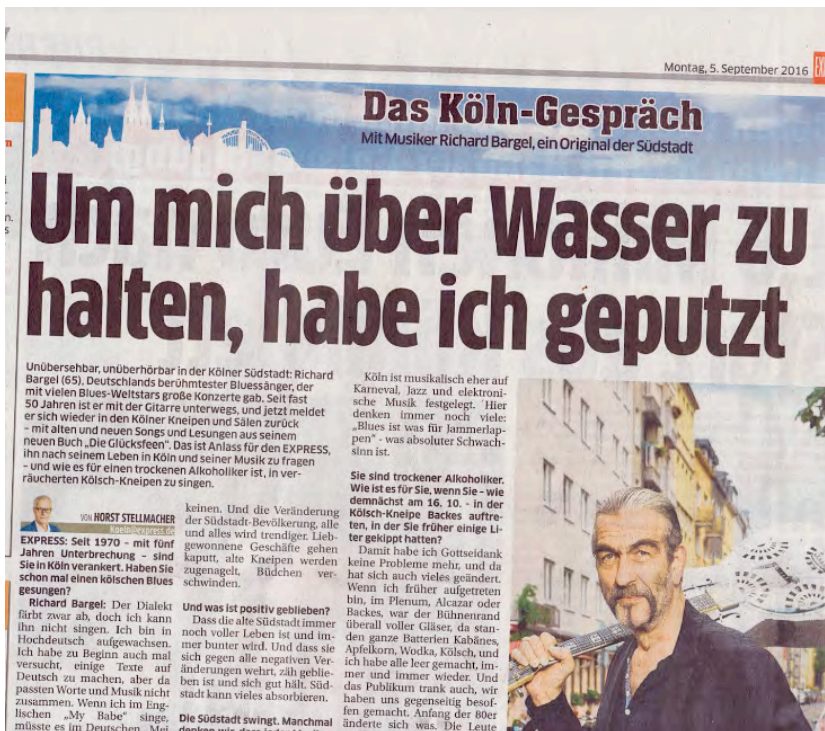 Montag, 5. September 2016
Das Köln-Gespräch
Mit Musiker Richard Bargel, ein Original der Südstadt
Um mich über Wasser zu
halten, habe ich geputzt
Unübersehbar, unüberhörbar in der Kölner Südstadt: Richard
Bargel (65), Deutschlands berühmtester Bluessänger, der
mit vielen Blues-Weltstars große Konzerte gab. Seit fast
50 Jahren ist er mit der Gitarre unterwegs, und jetzt meldet
er sich wieder in den Kölner Kneipen und Sälen zurück
- mit alten und neuen Songs und Lesungen aus seinem
neuen Buch „Die Glücksfeen". Das ist Anlass für den EXPRESS,
ihn nach seinem Leben in Köln und seiner Musik zu fragen
- und wie es für einen trockenen Alkoholiker ist, in ver-
räucherten Kölsch-Kneipen zu singen.
VON HORST STELLMACHER
koeln@express.de
EXPRESS: Seit 1970 – mit fünf
Jahren Unterbrechung – sind
Sie in Köln verankert. Haben Sie
schon mal einen kölschen Blues
gesungen?
Richard Bargel: Der Dialekt
färbt zwar ab, doch ich kann
ihn nicht singen. Ich bin in
Hochdeutsch aufgewachsen.
Ich habe zu Beginn auch mal
versucht, einige Texte auf
Deutsch zu machen, aber da
passten Worte und Musik nicht
zusammen. Wenn ich im Eng-
lischen „My Babe" singe,
müsste es im Deutschen „Mei
keinen. Und die Veränderung
der Südstadt-Bevölkerung, alle
und alles wird trendiger. Lieb-
gewonnene Geschäfte gehen
kaputt, alte Kneipen werden
zugenagelt, Büdchen ver-
schwinden.
Und was ist positiv geblieben?
Dass die alte Südstadt immer
noch voller Leben ist und im-
mer bunter wird. Und dass sie
sich gegen alle negativen Ver-
änderungen wehrt, zäh geblie-
ben ist und sich gut hält. Süd-
stadt kann vieles absorbieren.
Die Südstadt swingt. Manchmal
Köln ist musikalisch eher auf
Karneval, Jazz und elektroni-
sche Musik festgelegt. Hier
denken immer noch viele:
„Blues ist was für Jammerlap-
pen" - was absoluter Schwach-
sinn ist.
Sie sind trockener Alkoholiker.
Wie ist es für Sie, wenn Sie – wie
demnächst am 16. 10. - in der
Kölsch-Kneipe Backes auftre-
ten, in der Sie früher einige Li-
ter gekippt hatten?
Damit habe ich Gottseidank
keine Probleme mehr, und da
hat sich auch vieles geändert.
Wenn ich früher aufgetreten
bin, im Plenum, Alcazar oder
Backes, war der Bühnenrand
überall voller Gläser, da stan-
den ganze Batterien Kabänes,
Apfelkorn, Wodka, Kölsch, und
ich habe alle leer gemacht, im-
mer und immer wieder. Und
das Publikum trank auch, wir
haben uns gegenseitig besof-
fen gemacht. Anfang der 80er
änderte sich was. Die Leute